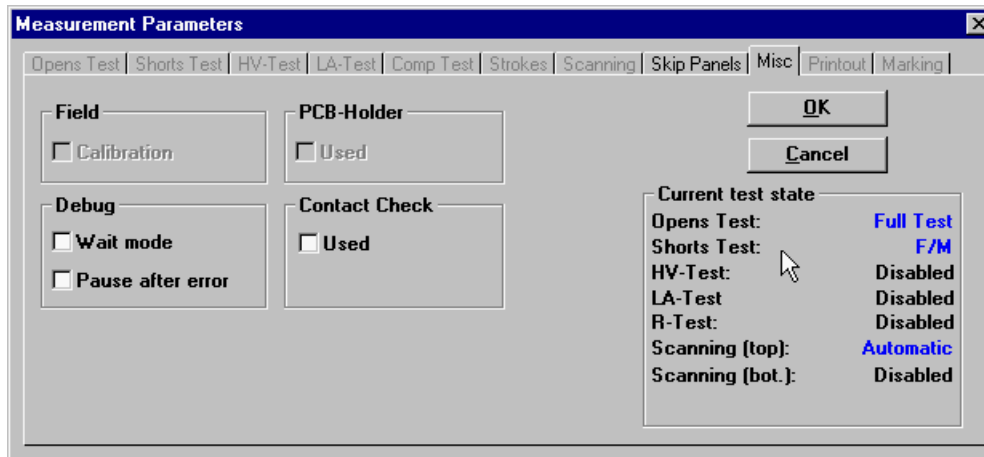 Measurement Parameters
Opens Test Shorts Test HV-Test LA-Test Comp Test Strokes Scanning Skip Panels Misc Printout Marking
Field
Calibration
PCB-Holder
Used
OK
Cancel
Debug
Wait mode
Pause after error
Contact Check
Used
Current test state
Opens Test: Full Test
Shorts Test: F/M
HV-Test: Disabled
LA-Test Disabled
R-Test: Disabled
Scanning (top): Automatic
Scanning (bot.): Disabled